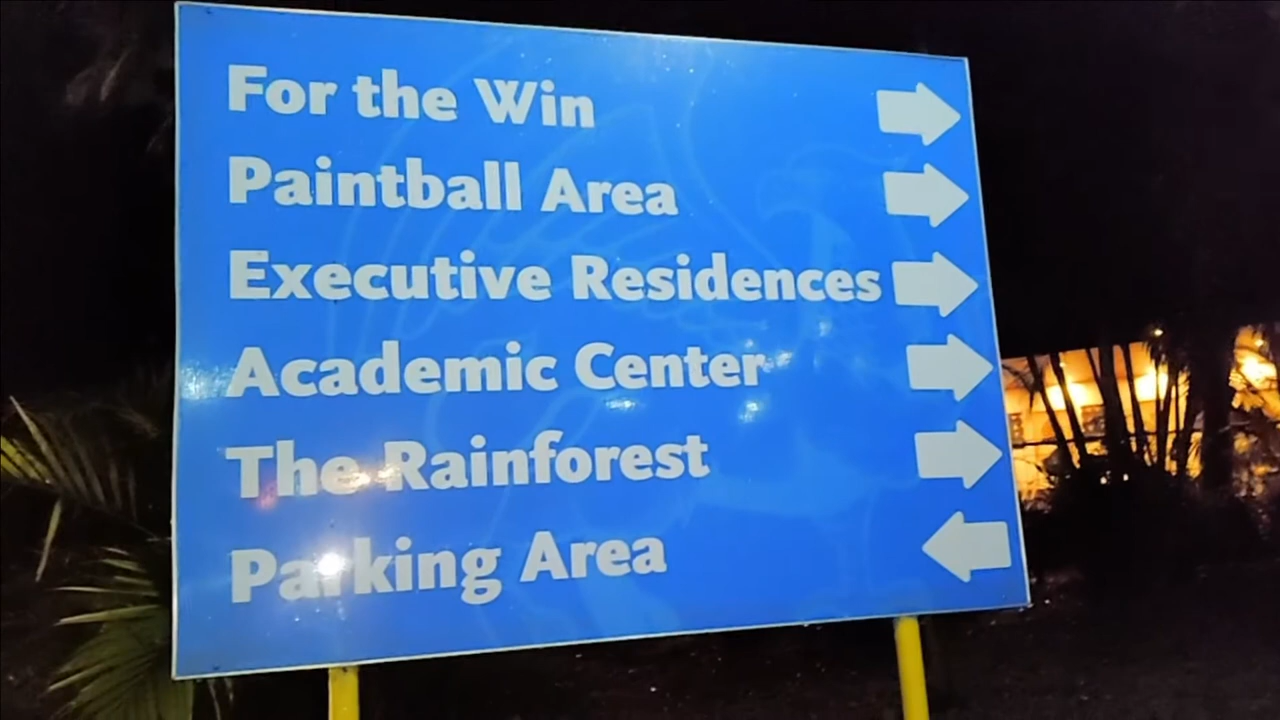 For the Win
Paintball Area
Executive Residences
Academic Center
The Rainforest
Parking Area